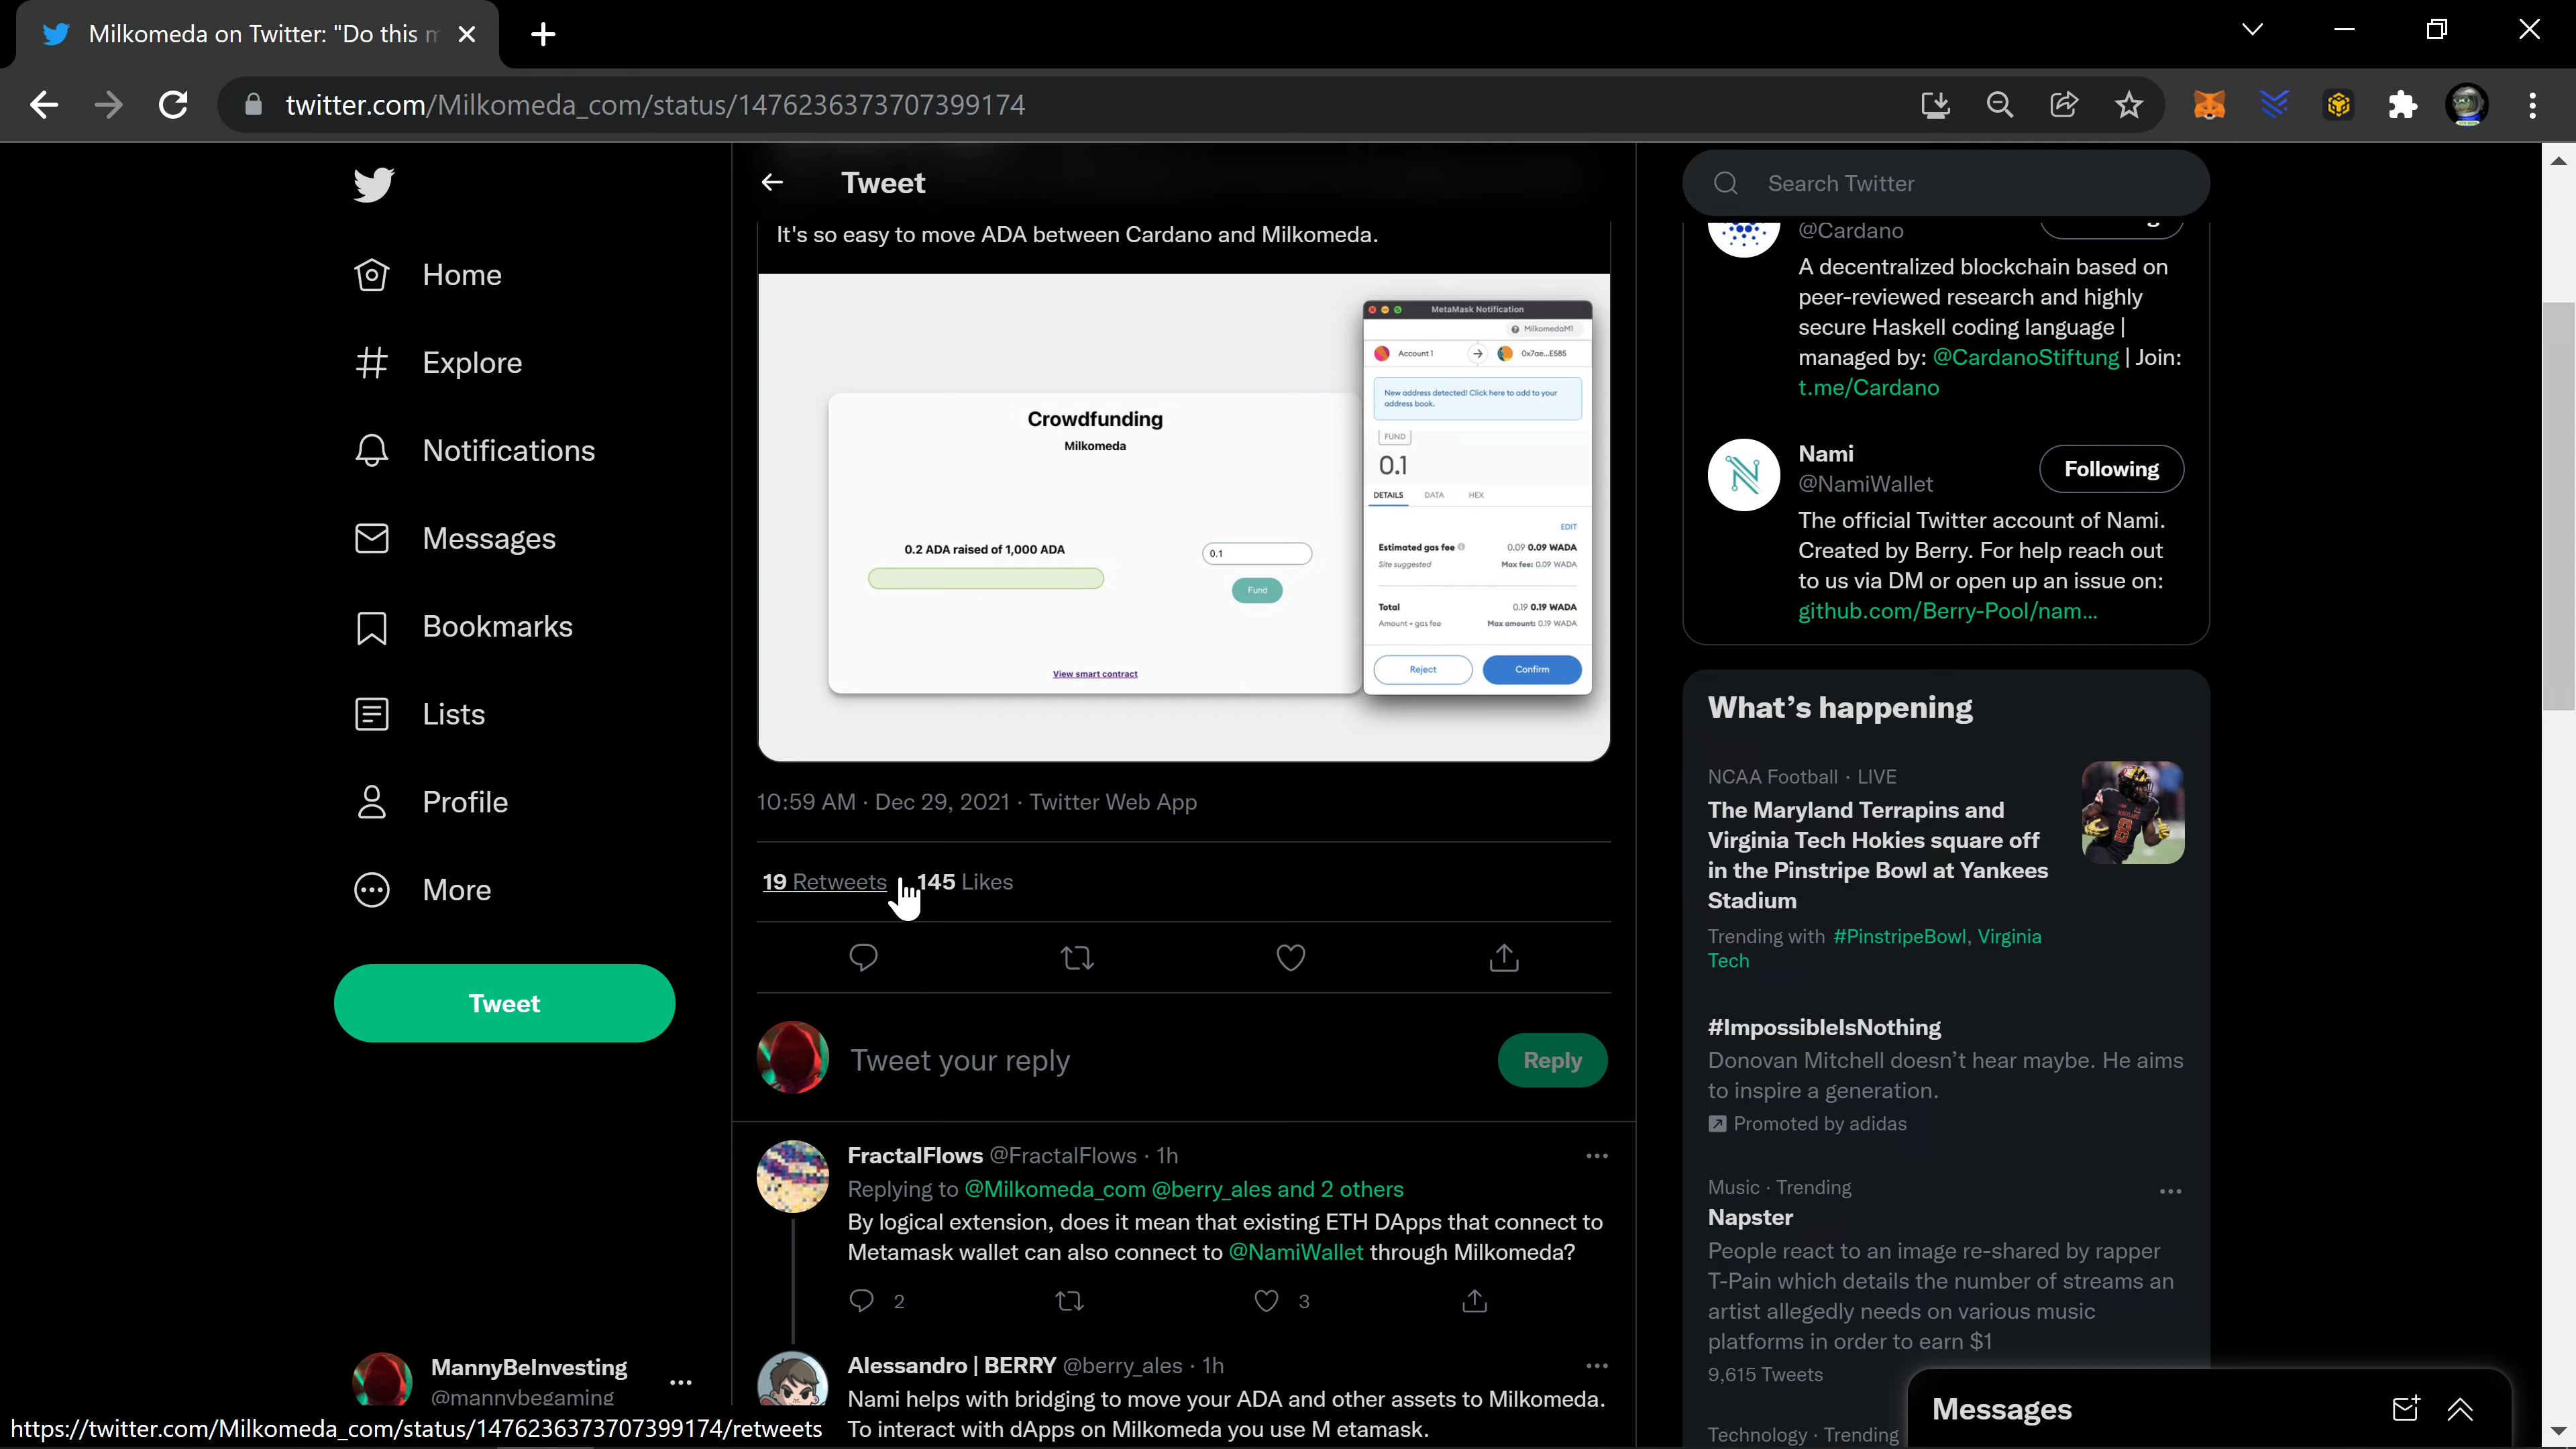 Milkomeda on Twitter: "Do this m
twitter.com/Milkomeda_com/status/1476236373707399174
Home
Explore
Notifications
Messages
Bookmarks
Lists
Profile
More
Tweet
MannyBeInvesting
@mannybegaming
https://twitter.com/Milkomeda_com/status/1476236373707399174/retweets
Tweet
It's so easy to move ADA between Cardano and Milkomeda.
Crowdfunding
Milkomeda
0.2 ADA raised of 1,000 ADA
0.1
Fund
View smart contract
MetaMask Notification
MilkomedaM1
Account 1
0x7ae...E585
New address detected! Click here to add to your
address book.
FUND
0.1
DETAILS DATA HEX
EDIT
Estimated gas fee 0.09 0.09 WADA
Site suggested Max fee: 0.09 WADA
Total 0.19 0.19 WADA
Amount + gas fee Max amount: 0.19 WADA
Reject Confirm
10:59 AM · Dec 29, 2021 · Twitter Web App
19 Retweets 145 Likes
Tweet your reply
Reply
FractalFlows @FractalFlows · 1h
Replying to @Milkomeda_com @berry_ales and 2 others
By logical extension, does it mean that existing ETH DApps that connect to
Metamask wallet can also connect to @NamiWallet through Milkomeda?
2 3
Alessandro | BERRY @berry_ales · 1h
Nami helps with bridging to move your ADA and other assets to Milkomeda.
To interact with dApps on Milkomeda you use M etamask.
Search Twitter
@Cardano
A decentralized blockchain based on
peer-reviewed research and highly
secure Haskell coding language |
managed by: @CardanoStiftung | Join:
t.me/Cardano
Nami
@NamiWallet
Following
The official Twitter account of Nami.
Created by Berry. For help reach out
to us via DM or open up an issue on:
github.com/Berry-Pool/nam...
What's happening
NCAA Football · LIVE
The Maryland Terrapins and
Virginia Tech Hokies square off
in the Pinstripe Bowl at Yankees
Stadium
Trending with #PinstripeBowl, Virginia
Tech
#ImpossibleIsNothing
Donovan Mitchell doesn't hear maybe. He aims
to inspire a generation.
Promoted by adidas
Music · Trending
Napster
People react to an image re-shared by rapper
T-Pain which details the number of streams an
artist allegedly needs on various music
platforms in order to earn $1
9,615 Tweets
Technology · Trending
Messages